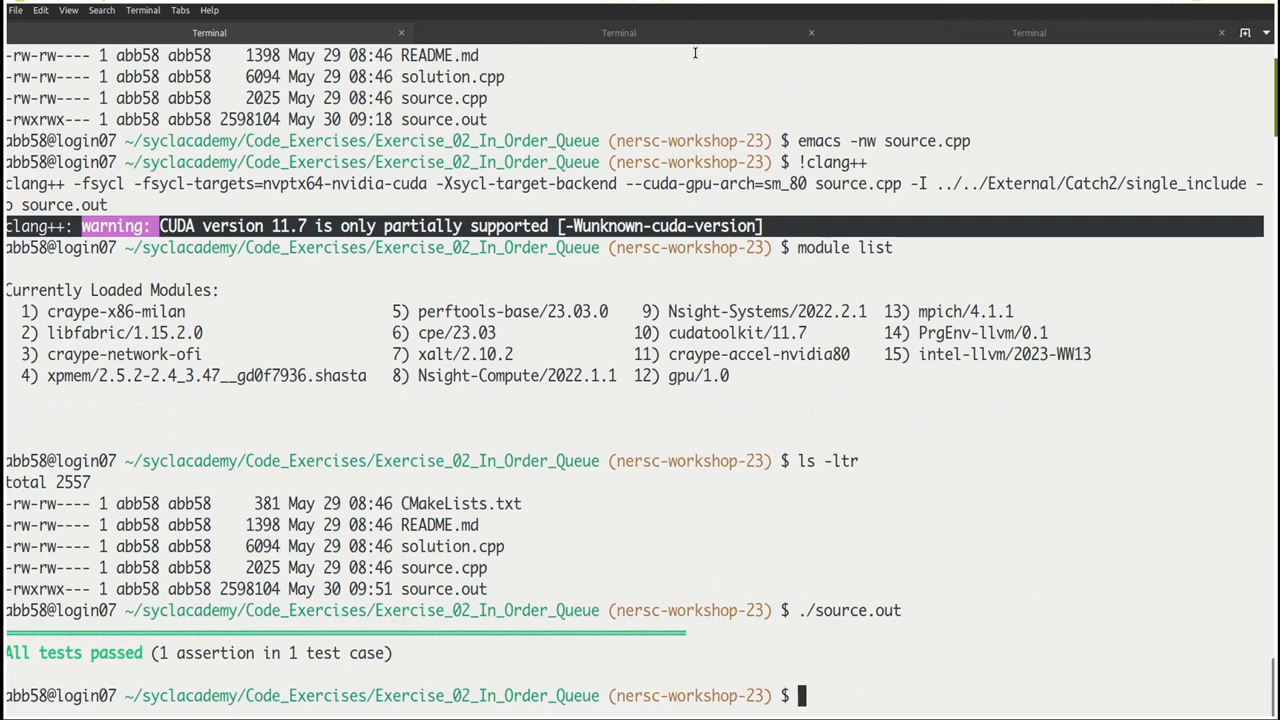 File Edit View Search Terminal Tabs Help
Terminal Terminal Terminal
-rw-rw---- 1 abb58 abb58 1398 May 29 08:46 README.md
-rw-rw---- 1 abb58 abb58 6094 May 29 08:46 solution.cpp
-rw-rw---- 1 abb58 abb58 2025 May 29 08:46 source.cpp
-rwxrwx--- 1 abb58 abb58 2598104 May 30 09:18 source.out
abb58@login07 ~/syclacademy/Code_Exercises/Exercise_02_In_Order_Queue (nersc-workshop-23) $ emacs -nw source.cpp
abb58@login07 ~/syclacademy/Code_Exercises/Exercise_02_In_Order_Queue (nersc-workshop-23) $ !clang++
clang++ -fsycl -fsycl-targets=nvptx64-nvidia-cuda -Xsycl-target-backend --cuda-gpu-arch=sm_80 source.cpp -I ../../External/Catch2/single_include -
o source.out
clang++: warning: CUDA version 11.7 is only partially supported [-Wunknown-cuda-version]
abb58@login07 ~/syclacademy/Code_Exercises/Exercise_02_In_Order_Queue (nersc-workshop-23) $ module list
Currently Loaded Modules:
1) craype-x86-milan 5) perftools-base/23.03.0 9) Nsight-Systems/2022.2.1 13) mpich/4.1.1
2) libfabric/1.15.2.0 6) cpe/23.03 10) cudatoolkit/11.7 14) PrgEnv-llvm/0.1
3) craype-network-ofi 7) xalt/2.10.2 11) craype-accel-nvidia80 15) intel-llvm/2023-WW13
4) xpmem/2.5.2-2.4_3.47__gd0f7936.shasta 8) Nsight-Compute/2022.1.1 12) gpu/1.0
abb58@login07 ~/syclacademy/Code_Exercises/Exercise_02_In_Order_Queue (nersc-workshop-23) $ ls -ltr
total 2557
-rw-rw---- 1 abb58 abb58 381 May 29 08:46 CMakeLists.txt
-rw-rw---- 1 abb58 abb58 1398 May 29 08:46 README.md
-rw-rw---- 1 abb58 abb58 6094 May 29 08:46 solution.cpp
-rw-rw---- 1 abb58 abb58 2025 May 29 08:46 source.cpp
-rwxrwx--- 1 abb58 abb58 2598104 May 30 09:51 source.out
abb58@login07 ~/syclacademy/Code_Exercises/Exercise_02_In_Order_Queue (nersc-workshop-23) $ ./source.out
All tests passed (1 assertion in 1 test case)
abb58@login07 ~/syclacademy/Code_Exercises/Exercise_02_In_Order_Queue (nersc-workshop-23) $